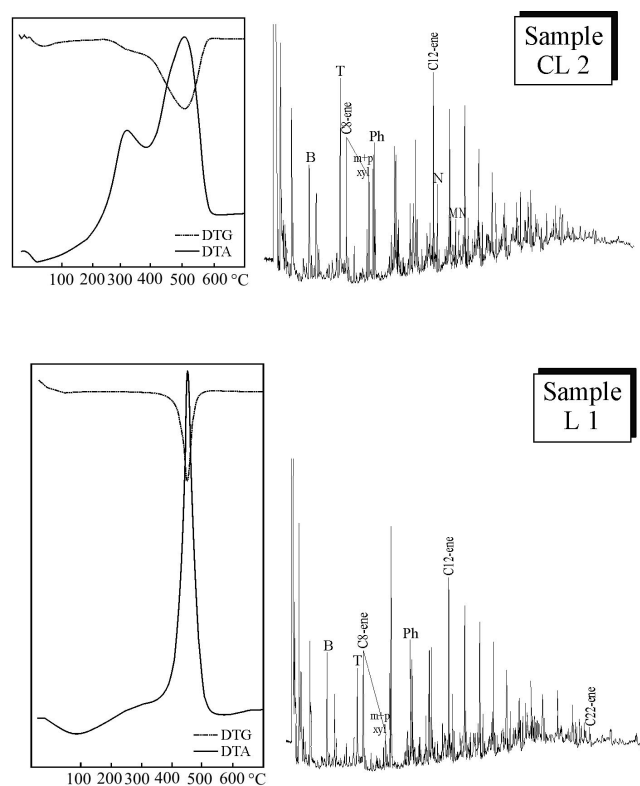 Sample
CL 2
DTG
DTA
100 200 300 400 500 600 °C
B
T
C8-ene
m+p
xyl
Ph
C12-ene
N
MN
Sample
L 1
DTG
DTA
100 200 300 400 500 600 °C
B
T
C8-ene
m+p
xyl
Ph
C12-ene
C22-ene